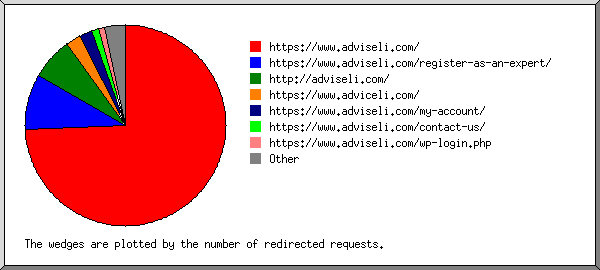 https://www.adviseli.com/
https://www.adviseli.com/register-as-an-expert/
http://adviseli.com/
https://www.adviceli.com/
https://www.adviseli.com/my-account/
https://www.adviseli.com/contact-us/
https://www.adviseli.com/wp-login.php
Other
The wedges are plotted by the number of redirected requests.